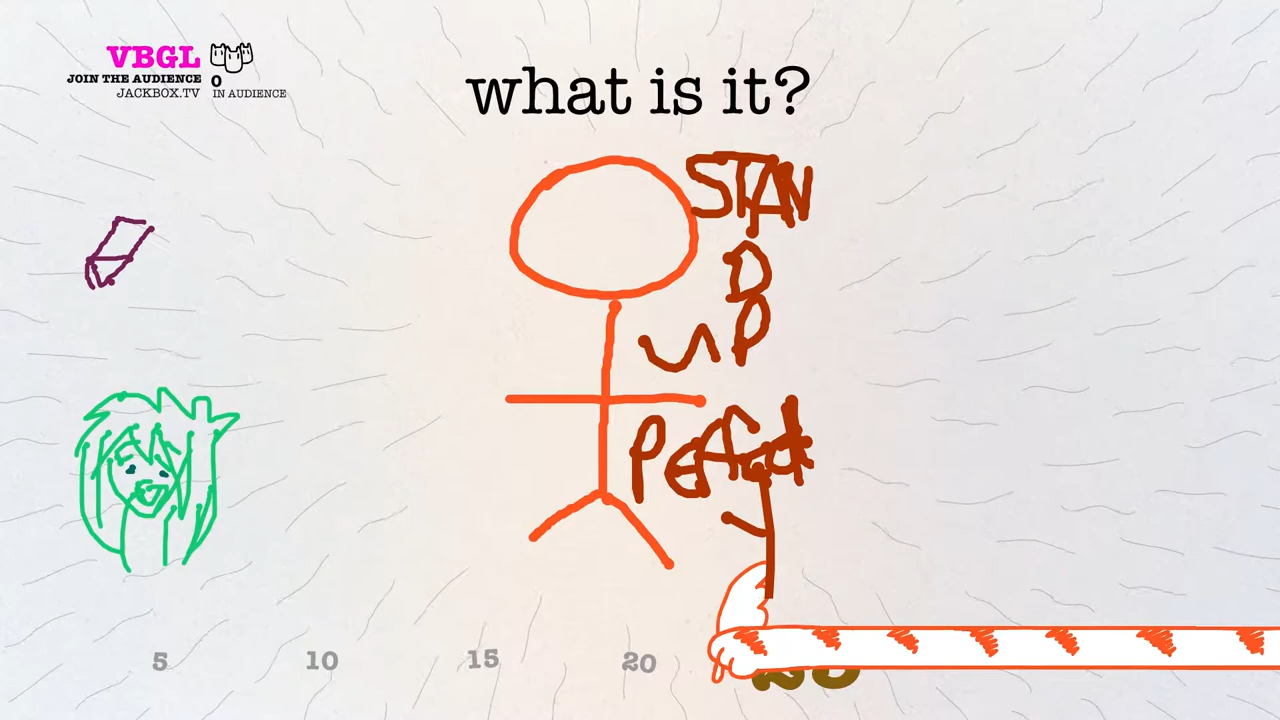 VBGL
JOIN THE AUDIENCE
JACKBOX.TV
0
IN AUDIENCE
what is it?
STAN
D
UP
5
10
15
20